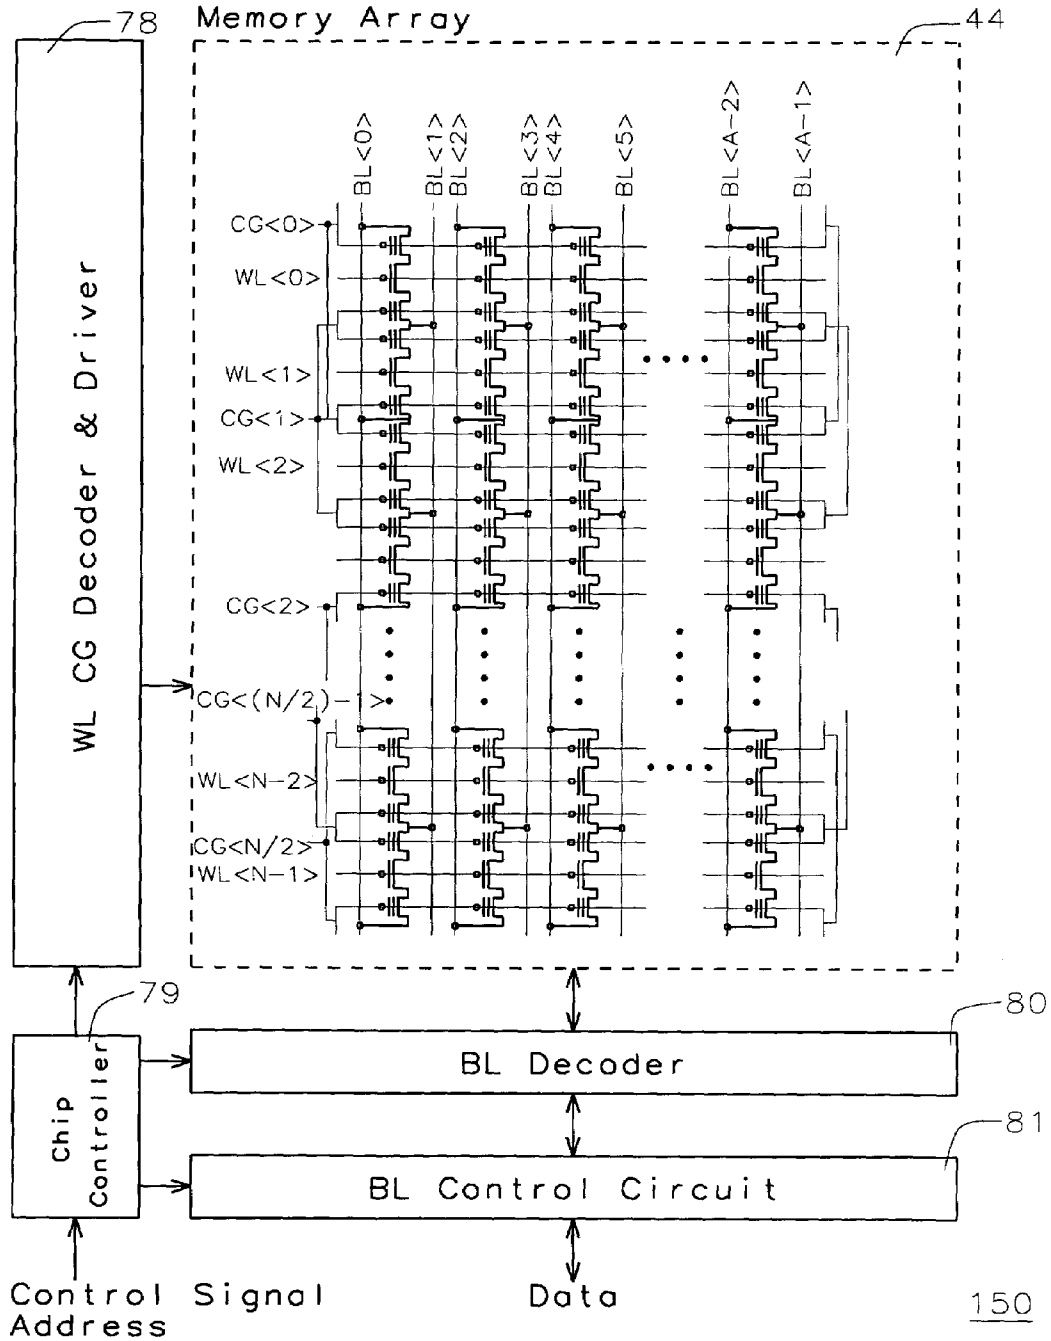 78
Memory Array
44
WL CG Decoder & Driver
BL<0>
BL<1>
BL<2>
BL<3>
BL<4>
BL<5>
BL<A-2>
BL<A-1>
CG<0>
WL<0>
WL<1>
CG<1>
WL<2>
CG<2>
CG<(N/2)-1>
WL<N-2>
CG<N/2>
WL<N-1>
79
80
Chip
Controller
BL Decoder
81
BL Control Circuit
Control Signal
Address
Data
150